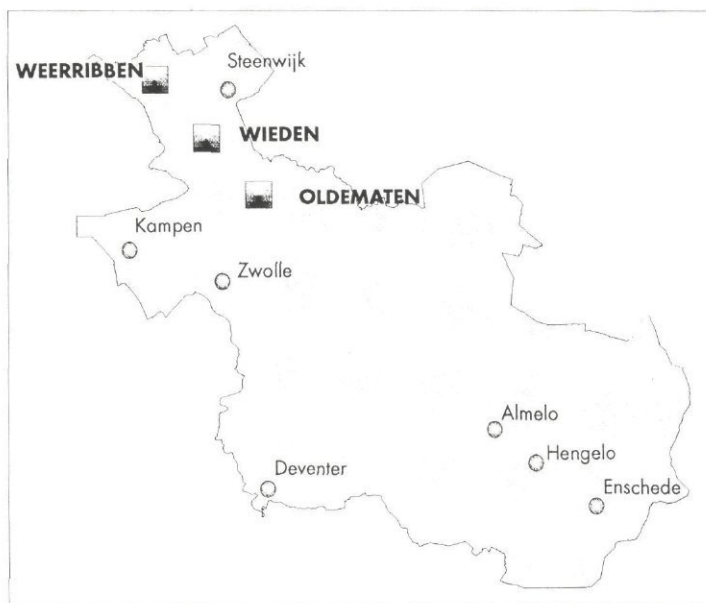 Steenwijk
WEERRIBBEN
WIEDEN
OLDEMATEN
Kampen
Zwolle
Almelo
Hengelo
Deventer
Enschede